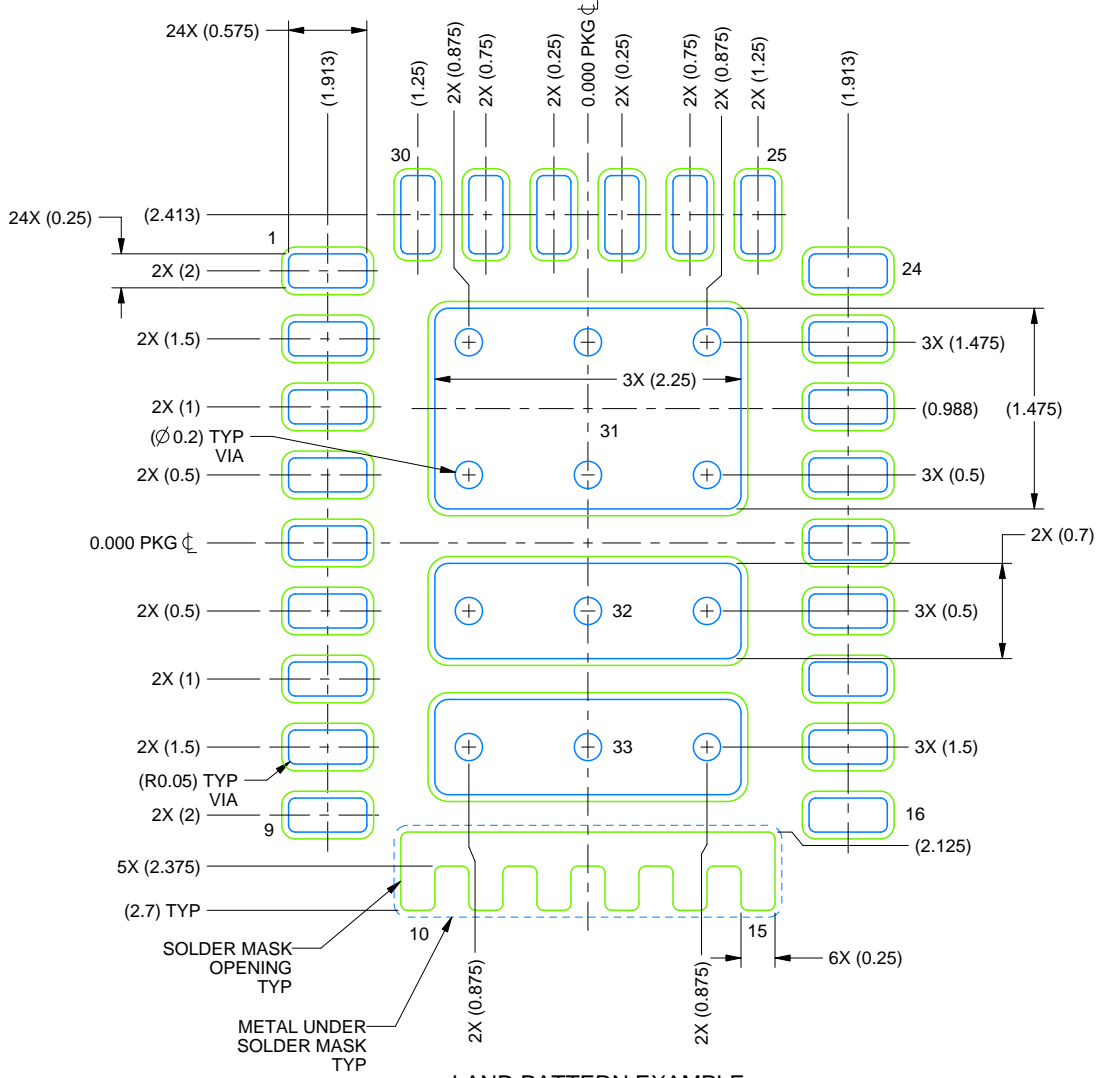 24X (0.575)
(1.913)
(1.25)
2X (0.875)
2X (0.75)
2X (0.25)
0.000 PKG ℄
2X (0.25)
2X (0.75)
2X (0.875)
2X (1.25)
(1.913)
30
25
(2.413)
24X (0.25)
1
2X (2)
24
2X (1.5)
3X (1.475)
3X (2.25)
2X (1)
(0.988)
(1.475)
31
(Ø 0.2) TYP
VIA
2X (0.5)
3X (0.5)
2X (0.7)
0.000 PKG ℄
2X (0.5)
32
3X (0.5)
2X (1)
2X (1.5)
33
3X (1.5)
(R0.05) TYP
VIA
2X (2)
9
16
(2.125)
5X (2.375)
(2.7) TYP
10
15
SOLDER MASK
OPENING
TYP
6X (0.25)
2X (0.875)
2X (0.875)
METAL UNDER
SOLDER MASK
TYP
LAND PATTERN EXAMPLE